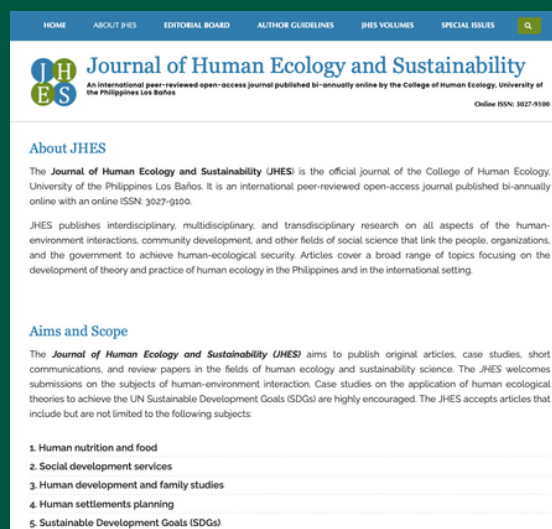 HOME ABOUT JHES EDITORIAL BOARD AUTHOR GUIDELINES JHES VOLUMES SPECIAL ISSUES
JH
ES
Journal of Human Ecology and Sustainability
An international peer-reviewed open-access journal published bi-annually online by the College of Human Ecology, University of
the Philippines Los Baños
Online ISSN: 3027-9100
About JHES
The Journal of Human Ecology and Sustainability (JHES) is the official journal of the College of Human Ecology,
University of the Philippines Los Baños. It is an international peer-reviewed open-access journal published bi-annually
online with an online ISSN: 3027-9100.
JHES publishes interdisciplinary, multidisciplinary, and transdisciplinary research on all aspects of the human-
environment interactions, community development, and other fields of social science that link the people, organizations,
and the government to achieve human-ecological security. Articles cover a broad range of topics focusing on the
development of theory and practice of human ecology in the Philippines and in the international setting.
Aims and Scope
The Journal of Human Ecology and Sustainability (JHES) aims to publish original articles, case studies, short
communications, and review papers in the fields of human ecology and sustainability science. The JHES welcomes
submissions on the subjects of human-environment interaction. Case studies on the application of human ecological
theories to achieve the UN Sustainable Development Goals (SDGs) are highly encouraged. The JHES accepts articles that
include but are not limited to the following subjects:
1. Human nutrition and food
2. Social development services
3. Human development and family studies
4. Human settlements planning
5. Sustainable Development Goals (SDGs)